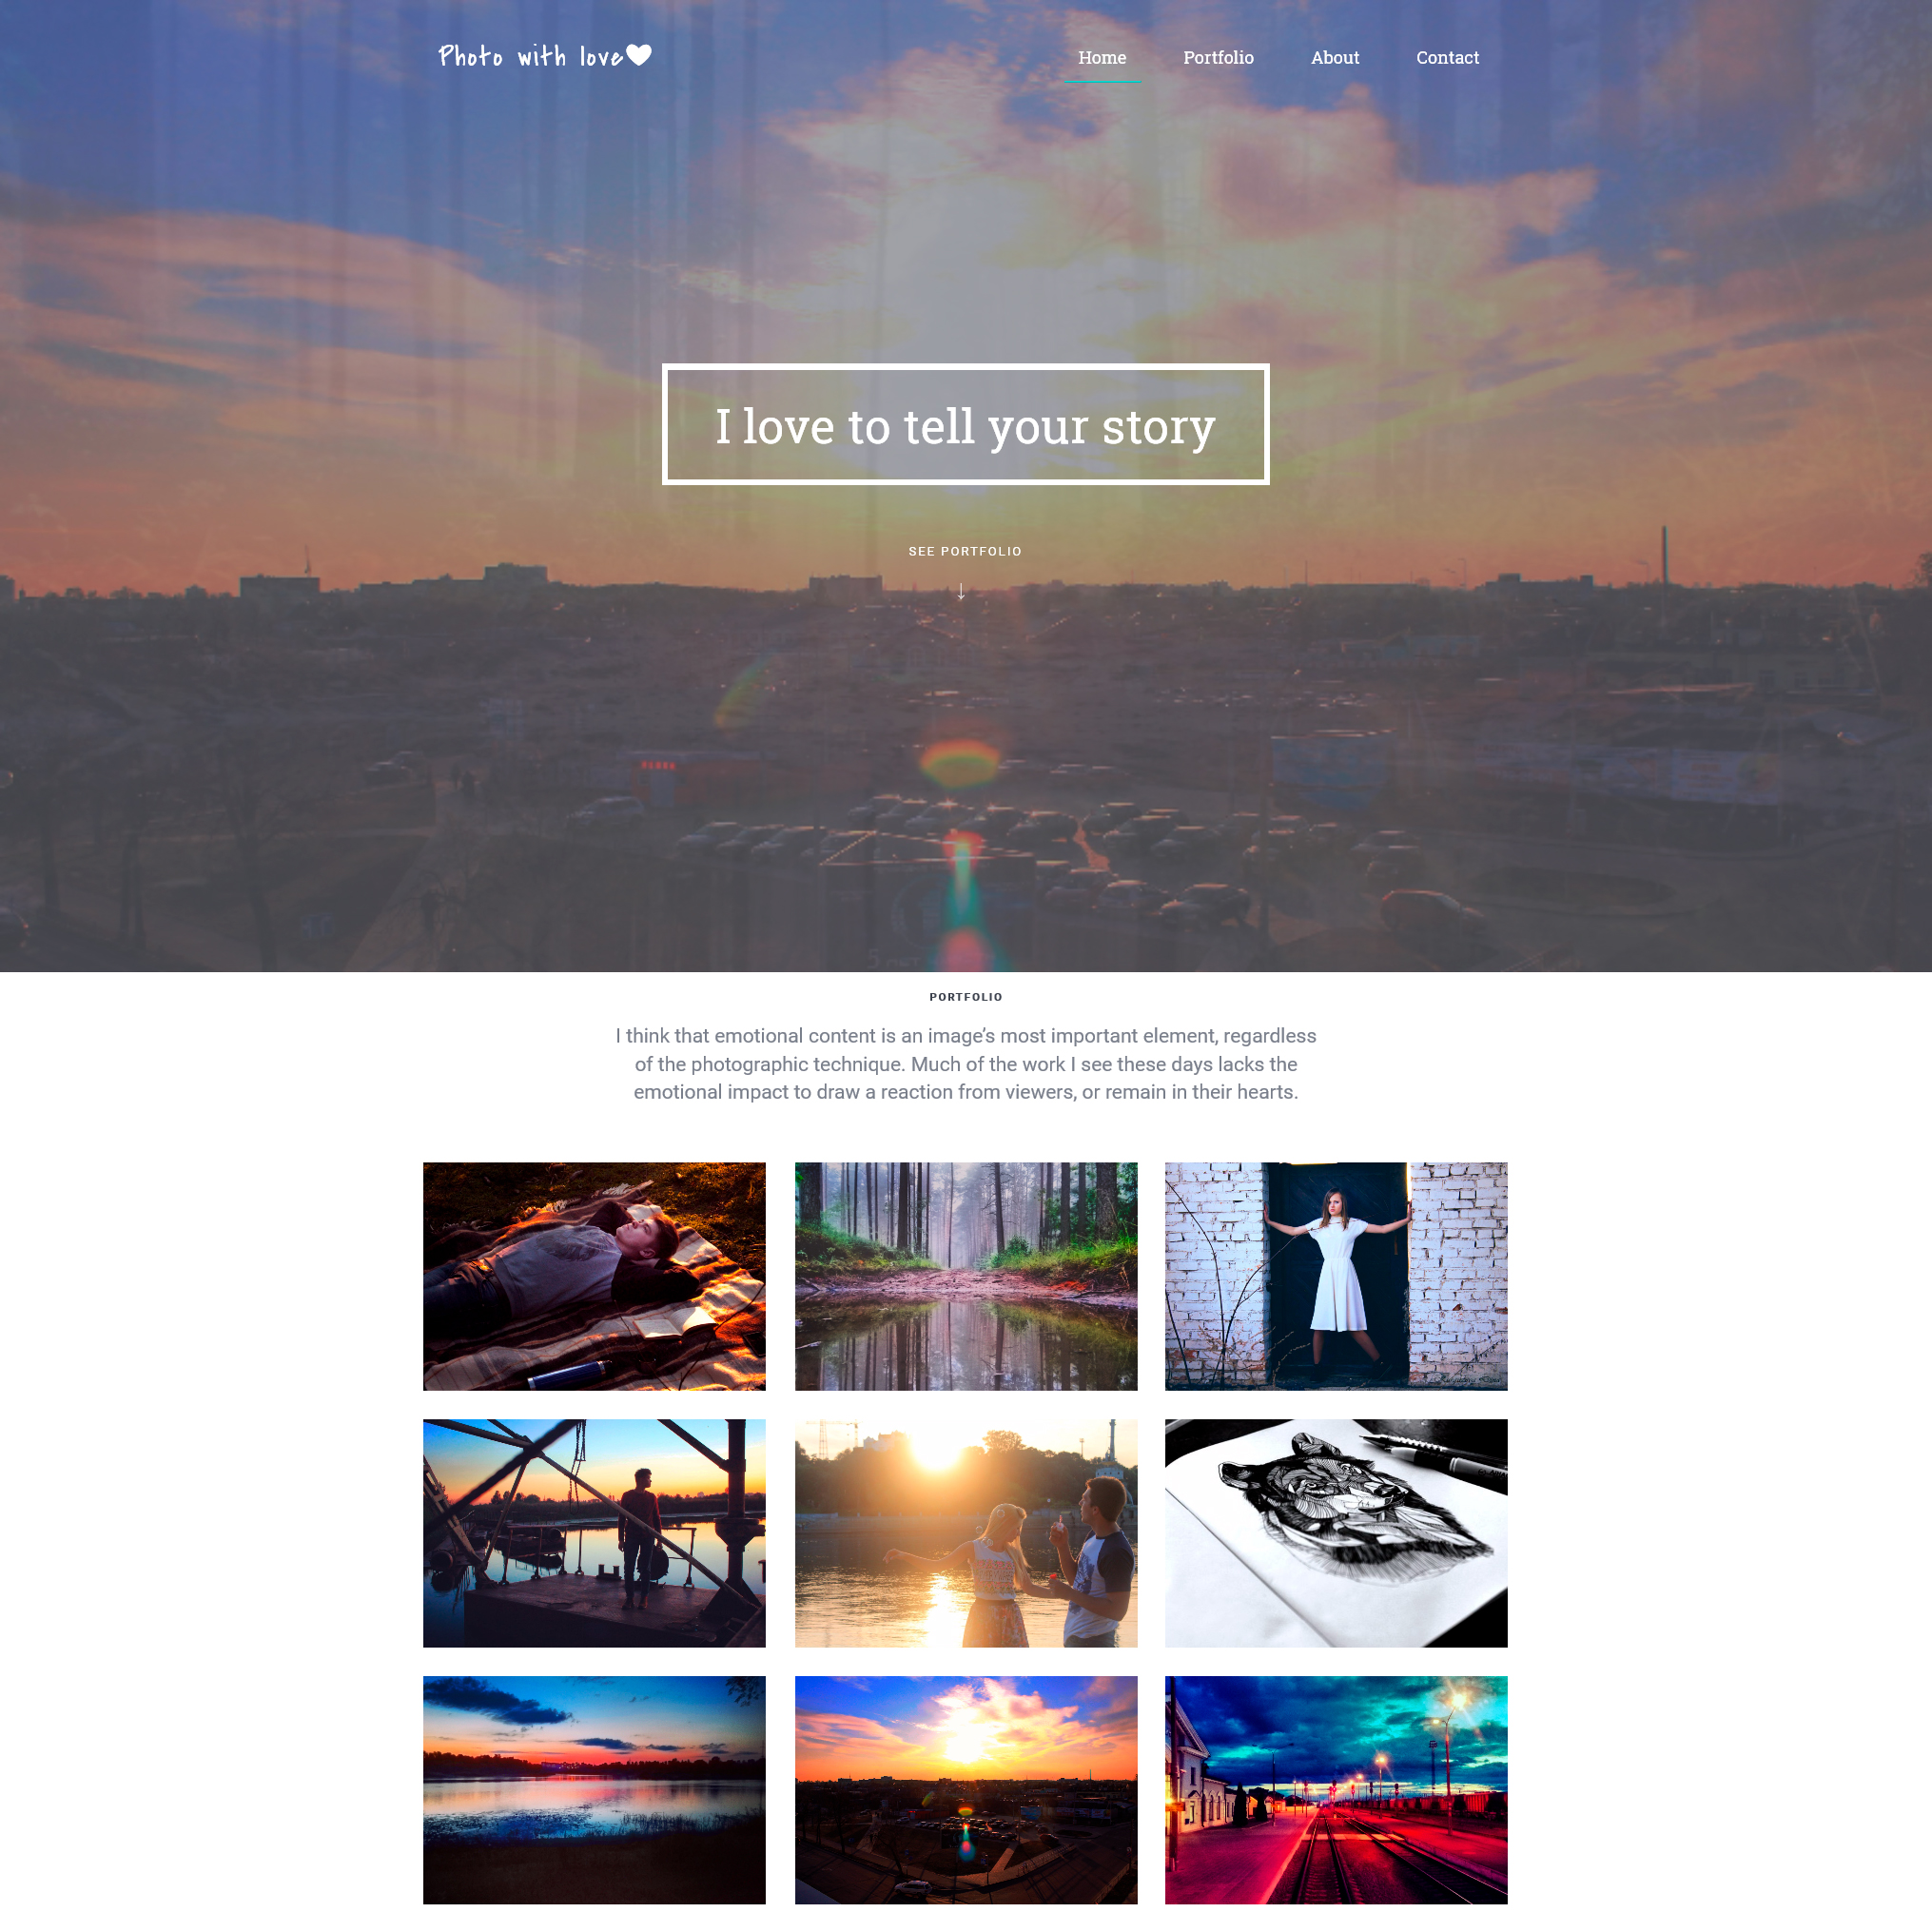 Photo with love
Home
Portfolio
About
Contact
I love to tell your story
SEE PORTFOLIO
↓
PORTFOLIO
I think that emotional content is an image’s most important element, regardless
of the photographic technique. Much of the work I see these days lacks the
emotional impact to draw a reaction from viewers, or remain in their hearts.